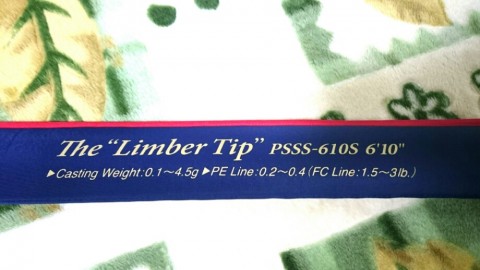 The “Limber Tip” PSSS-610S 6'10"
▶Casting Weight:0.1～4.5g ▶PE Line:0.2～0.4(FC Line:1.5～3lb.)